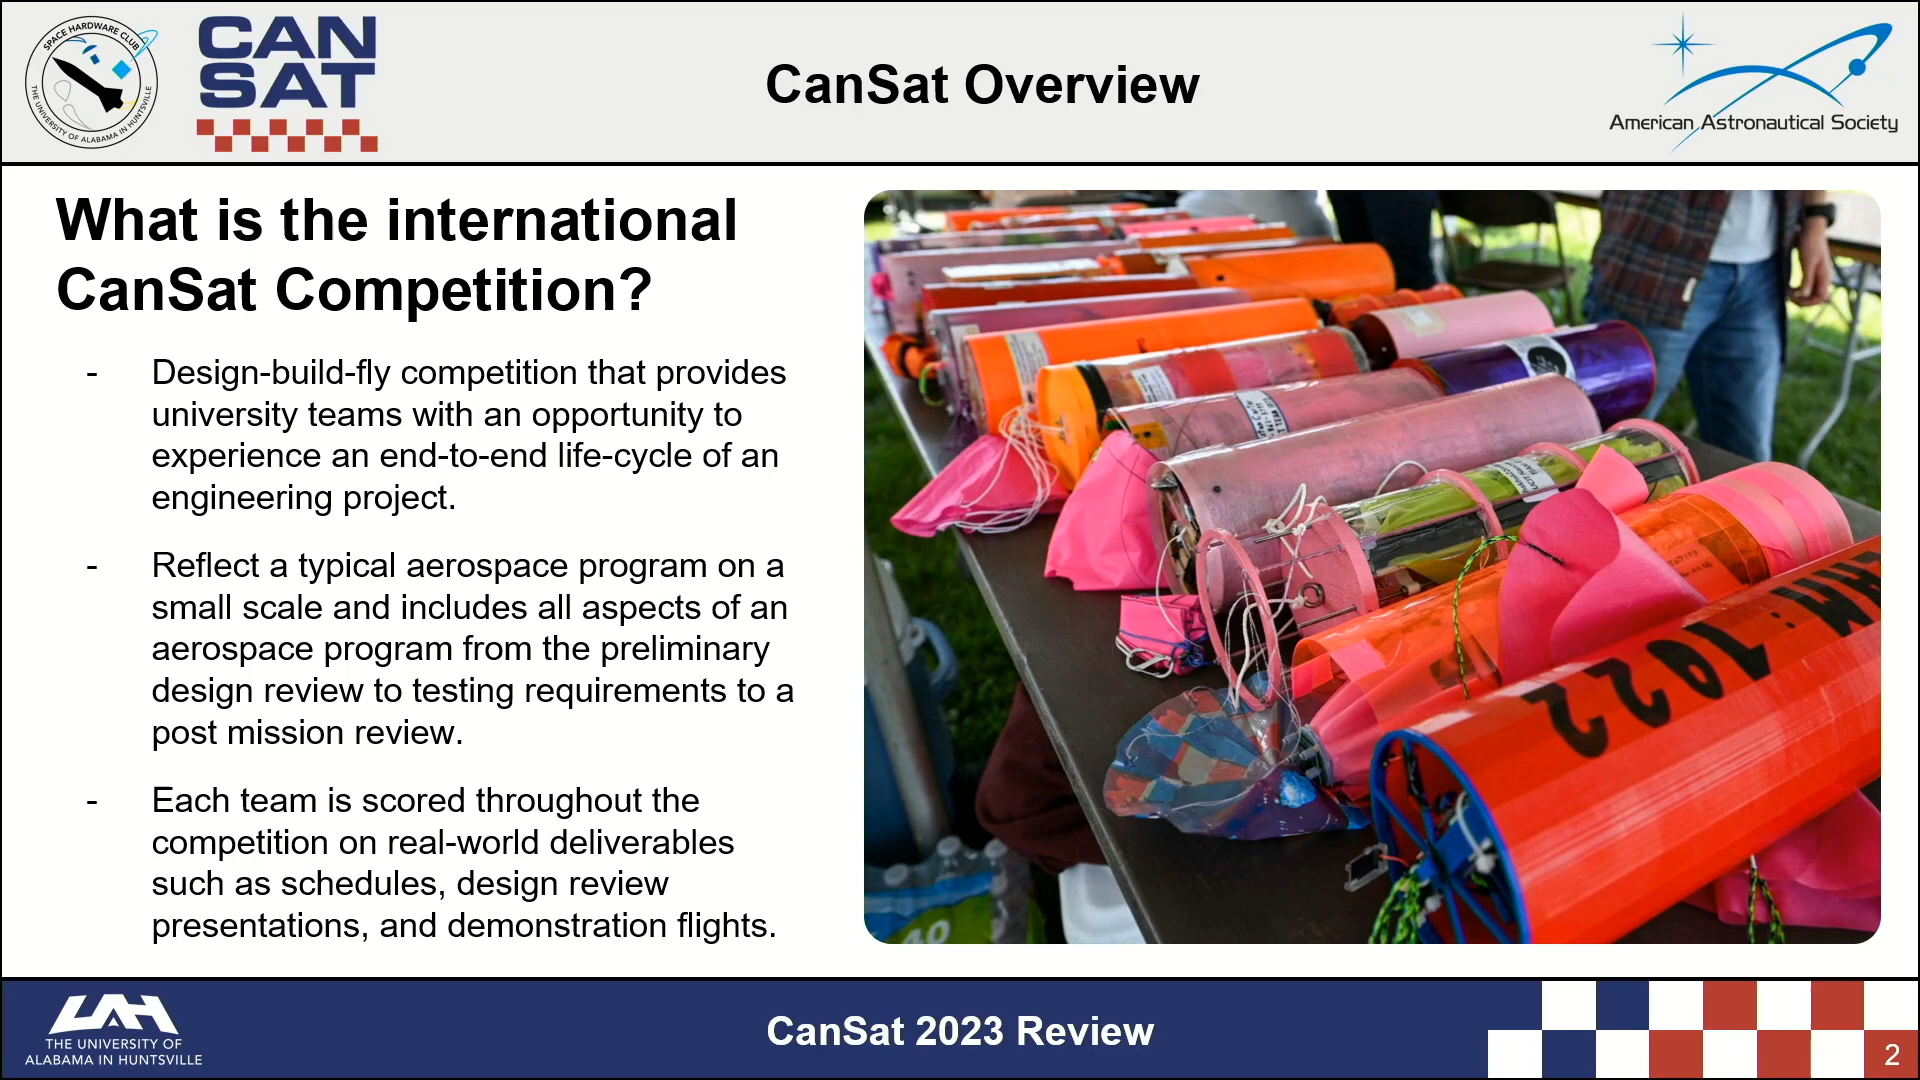 SPACE HARDWARE CLUB
THE UNIVERSITY OF ALABAMA IN HUNTSVILLE
CAN
SAT
CanSat Overview
American Astronautical Society
What is the international
CanSat Competition?
- Design-build-fly competition that provides
university teams with an opportunity to
experience an end-to-end life-cycle of an
engineering project.
- Reflect a typical aerospace program on a
small scale and includes all aspects of an
aerospace program from the preliminary
design review to testing requirements to a
post mission review.
- Each team is scored throughout the
competition on real-world deliverables
such as schedules, design review
presentations, and demonstration flights.
1022
40
UAH
THE UNIVERSITY OF
ALABAMA IN HUNTSVILLE
CanSat 2023 Review
2